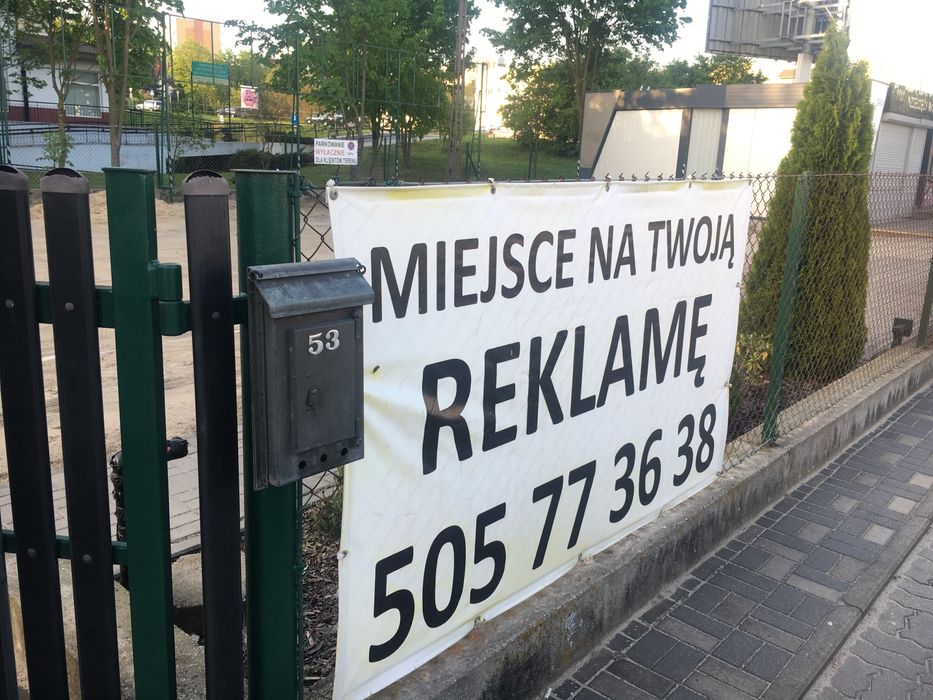 PARKOWANIE
WYŁĄCZNIE
DLA KLIENTÓW TERENU
53
MIEJSCE NA TWOJĄ
REKLAMĘ
505 77 36 38